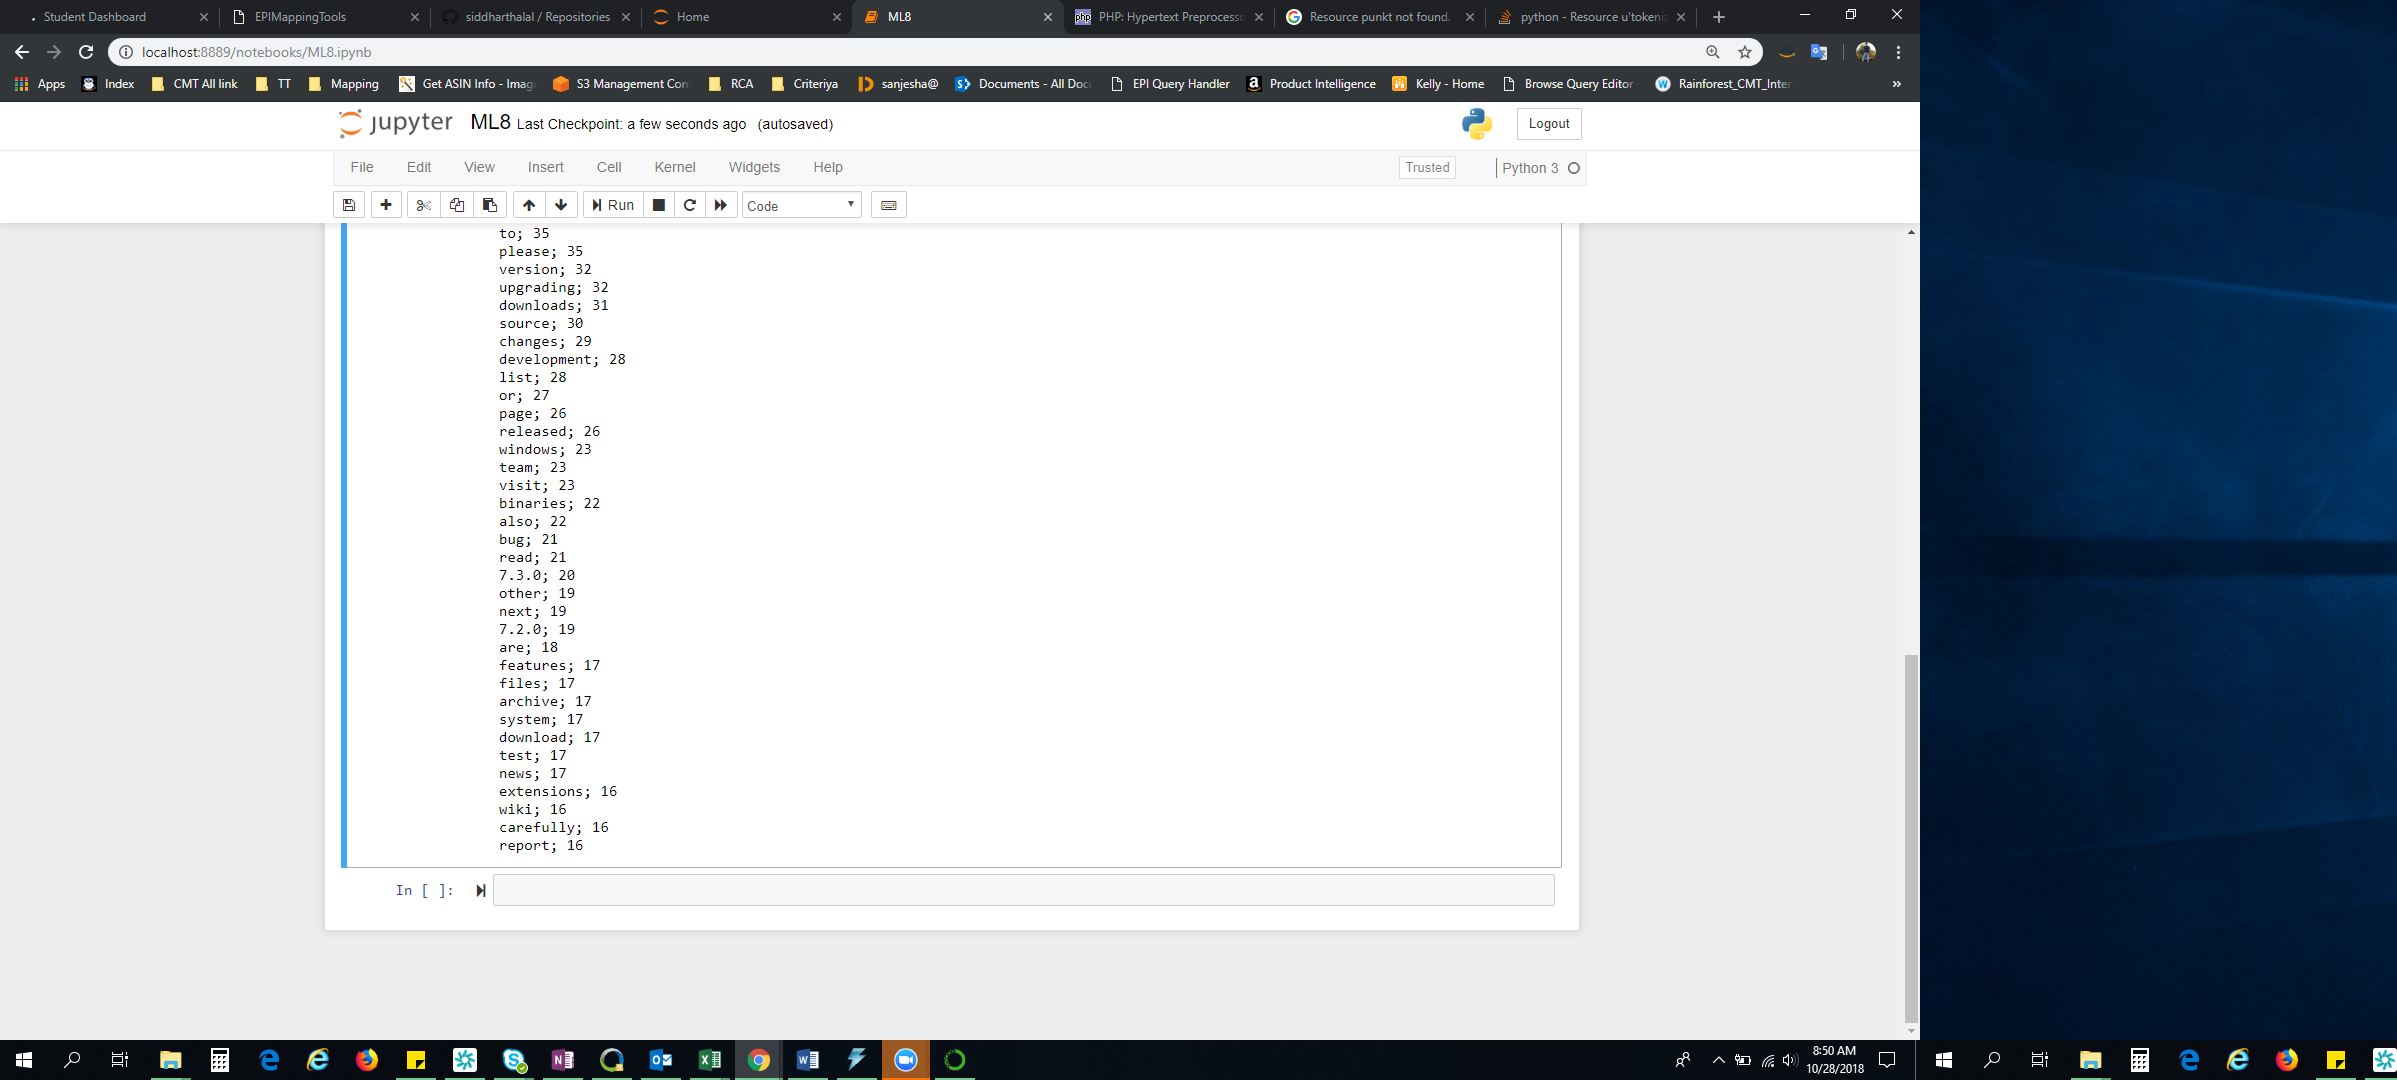 Student Dashboard
EPIMappingTools
siddharthalal / Repositories
Home
ML8
php
PHP: Hypertext Preprocesso
Resource punkt not found.
python - Resource u'tokeniz
localhost:8889/notebooks/ML8.ipynb
Apps
Index
CMT All link
TT
Mapping
Get ASIN Info - Imag
S3 Management Con
RCA
Criteriya
sanjesha@
Documents - All Docu
EPI Query Handler
Product Intelligence
Kelly - Home
Browse Query Editor
Rainforest_CMT_Inter
»
jupyter ML8 Last Checkpoint: a few seconds ago (autosaved)
Logout
File Edit View Insert Cell Kernel Widgets Help
Trusted
Python 3
Run
Code
to; 35
please; 35
version; 32
upgrading; 32
downloads; 31
source; 30
changes; 29
development; 28
list; 28
or; 27
page; 26
released; 26
windows; 23
team; 23
visit; 23
binaries; 22
also; 22
bug; 21
read; 21
7.3.0; 20
other; 19
next; 19
7.2.0; 19
are; 18
features; 17
files; 17
archive; 17
system; 17
download; 17
test; 17
news; 17
extensions; 16
wiki; 16
carefully; 16
report; 16
In [ ]:
8:50 AM
10/28/2018